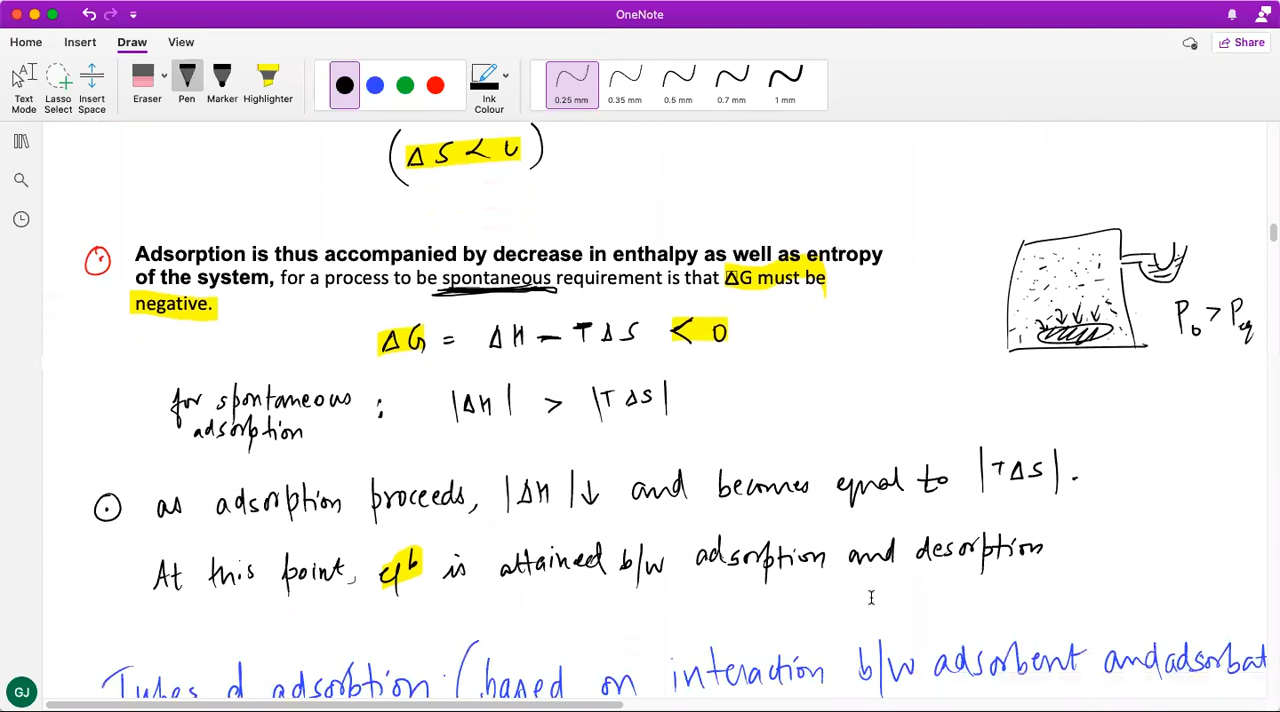 OneNote
Home Insert Draw View
Share
Text Mode
Lasso Select
Insert Space
Eraser
Pen
Marker
Highlighter
Ink Colour
0.25 mm
0.35 mm
0.5 mm
0.7 mm
1 mm
(ΔS < 0)
Adsorption is thus accompanied by decrease in enthalpy as well as entropy
of the system, for a process to be spontaneous requirement is that ΔG must be
negative.
ΔG = ΔH - TΔS < 0
P₀ > Peq
for spontaneous
adsorption : |ΔH| > |TΔS|
as adsorption proceeds, |ΔH|↓ and becomes equal to |TΔS|.
At this point, eqᵇ is attained b/w adsorption and desorption
Types of adsorbtion (based on interaction b/w adsorbent and adsorbat
GJ